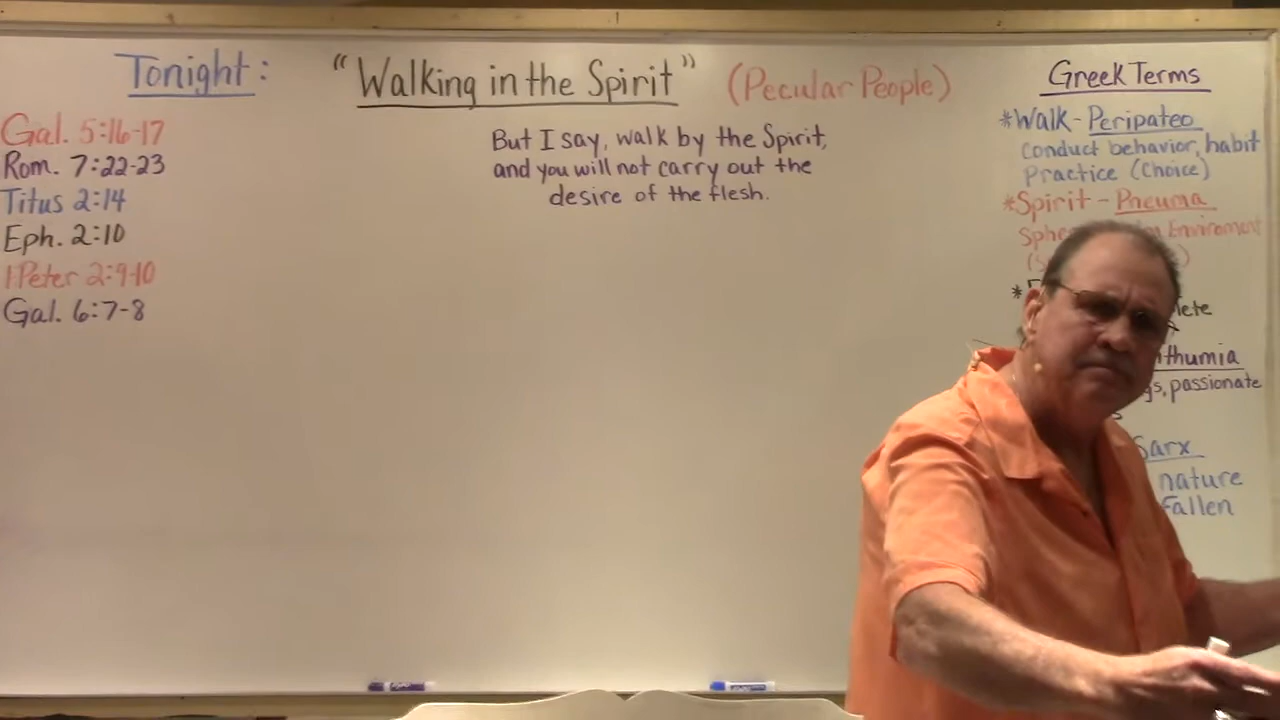 Tonight: "Walking in the Spirit" (Pecular People)
Gal. 5:16-17
Rom. 7:22-23
Titus 2:14
Eph. 2:10
1 Peter 2:9-10
Gal. 6:7-8
But I say, walk by the Spirit,
and you will not carry out the
desire of the flesh.
Greek Terms
*Walk - Peripateo
conduct behavior, habit
Practice (Choice)
*Spirit - Pneuma
Enviroment
*
thumia
passionate
Sarx
nature
Fallen